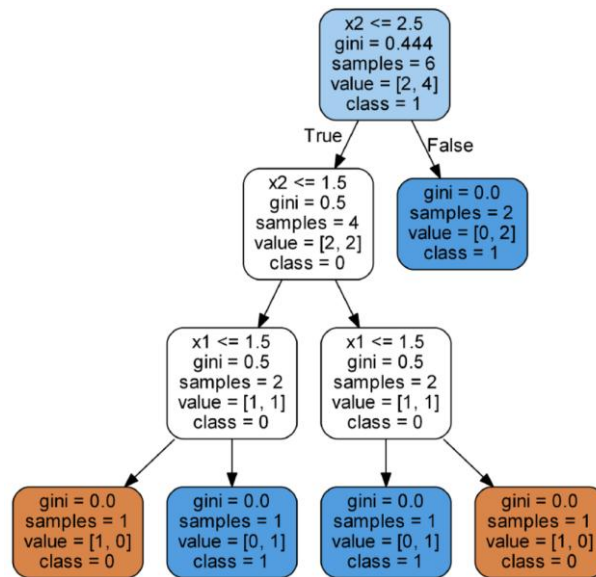 x2 <= 2.5
gini = 0.444
samples = 6
value = [2, 4]
class = 1
True
False
x2 <= 1.5
gini = 0.5
samples = 4
value = [2, 2]
class = 0
gini = 0.0
samples = 2
value = [0, 2]
class = 1
x1 <= 1.5
gini = 0.5
samples = 2
value = [1, 1]
class = 0
x1 <= 1.5
gini = 0.5
samples = 2
value = [1, 1]
class = 0
gini = 0.0
samples = 1
value = [1, 0]
class = 0
gini = 0.0
samples = 1
value = [0, 1]
class = 1
gini = 0.0
samples = 1
value = [0, 1]
class = 1
gini = 0.0
samples = 1
value = [1, 0]
class = 0